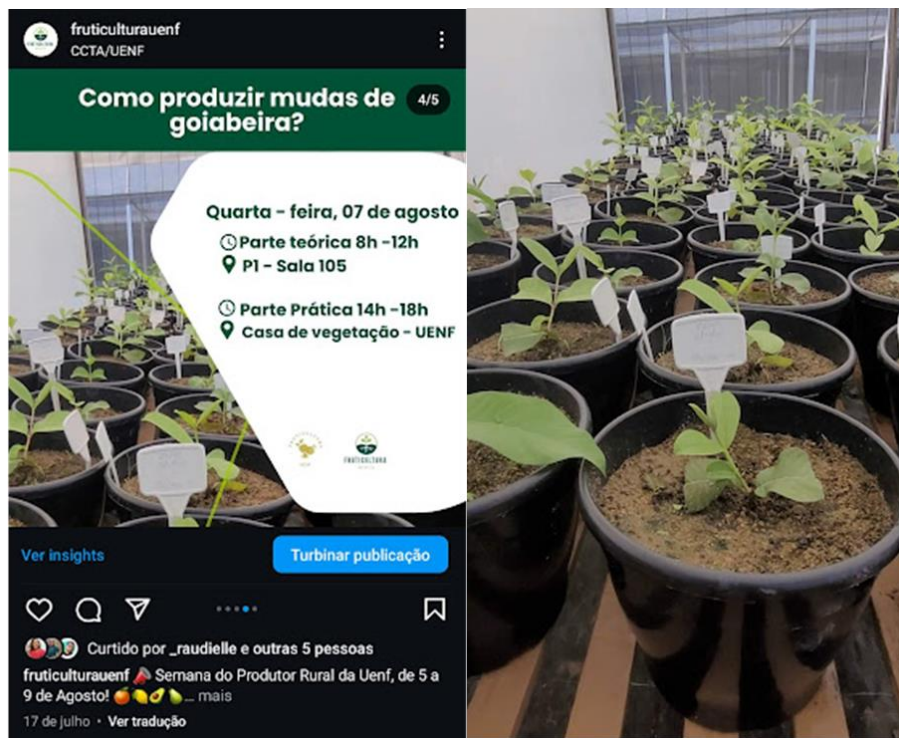 fruticulturauenf
CCTA/UENF
Como produzir mudas de
goiabeira?
4/5
Quarta - feira, 07 de agosto
Parte teórica 8h -12h
P1 - Sala 105
Parte Prática 14h -18h
Casa de vegetação - UENF
FRUTICULTURA
Ver insights
Turbinar publicação
Curtido por _raudielle e outras 5 pessoas
fruticulturauenf 📣 Semana do Produtor Rural da Uenf, de 5 a
9 de Agosto! 🍊🍋🥑🍐... mais
17 de julho • Ver tradução